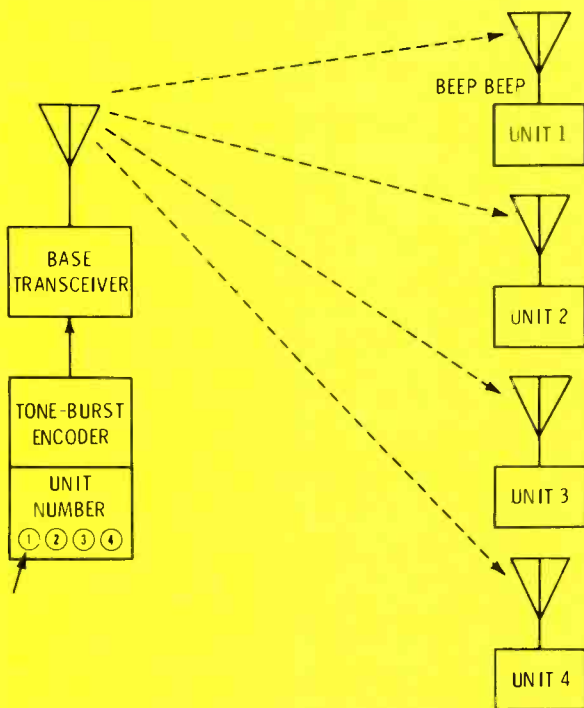 BEEP BEEP
UNIT 1
BASE
TRANSCEIVER
UNIT 2
TONE-BURST
ENCODER
UNIT
NUMBER
1 2 3 4
UNIT 3
UNIT 4